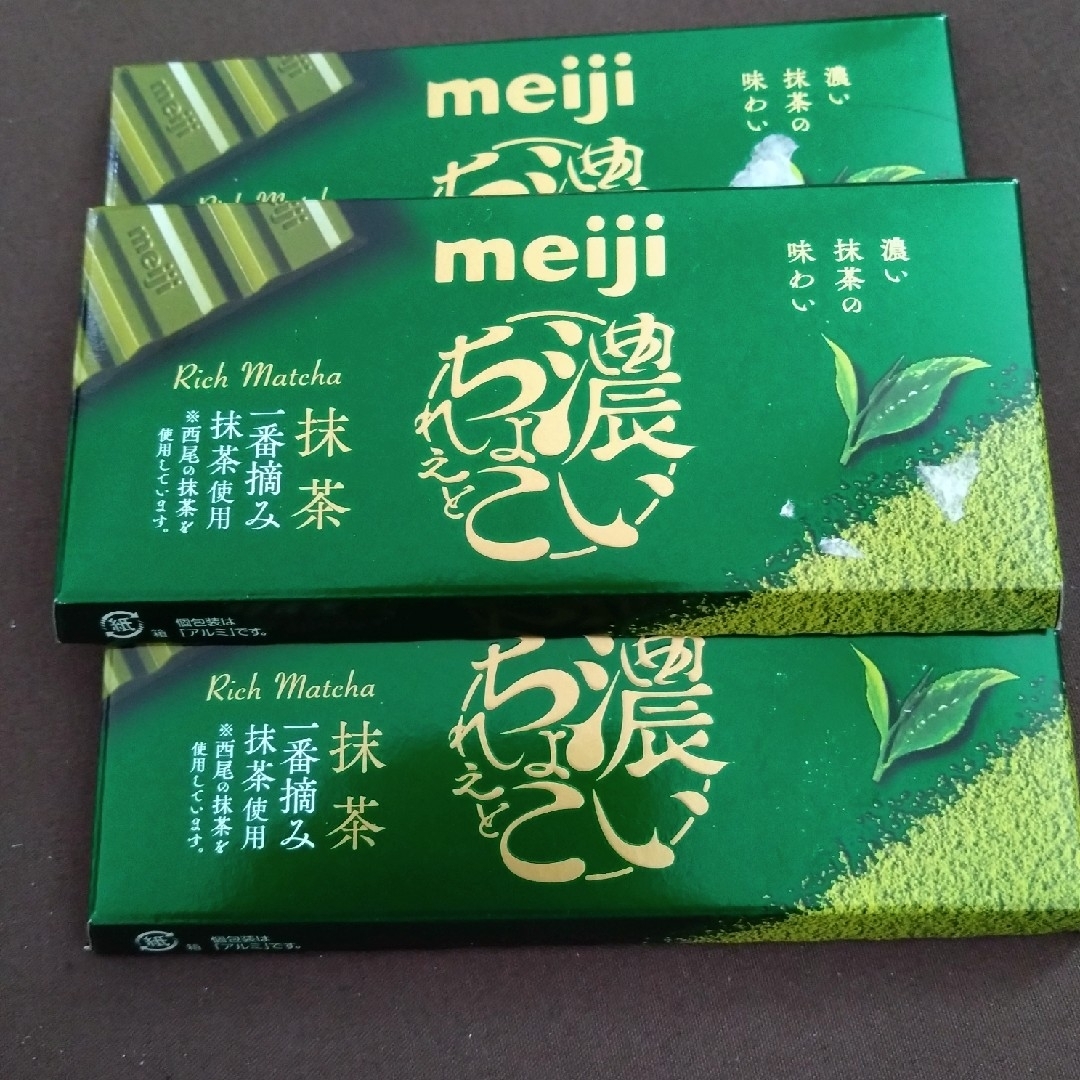 meiji
濃い
抹茶の
味わい
meiji
meiji
濃い
抹茶の
味わい
meiji
濃い
ちょこ
れえと
Rich Matcha
抹茶
一番摘み
抹茶使用
※西尾の抹茶を
使用しています。
紙
箱
個包装は
「アルミ」です。
濃い
ちょこ
れえと
Rich Matcha
抹茶
一番摘み
抹茶使用
※西尾の抹茶を
使用しています。
紙
箱
個包装は
「アルミ」です。